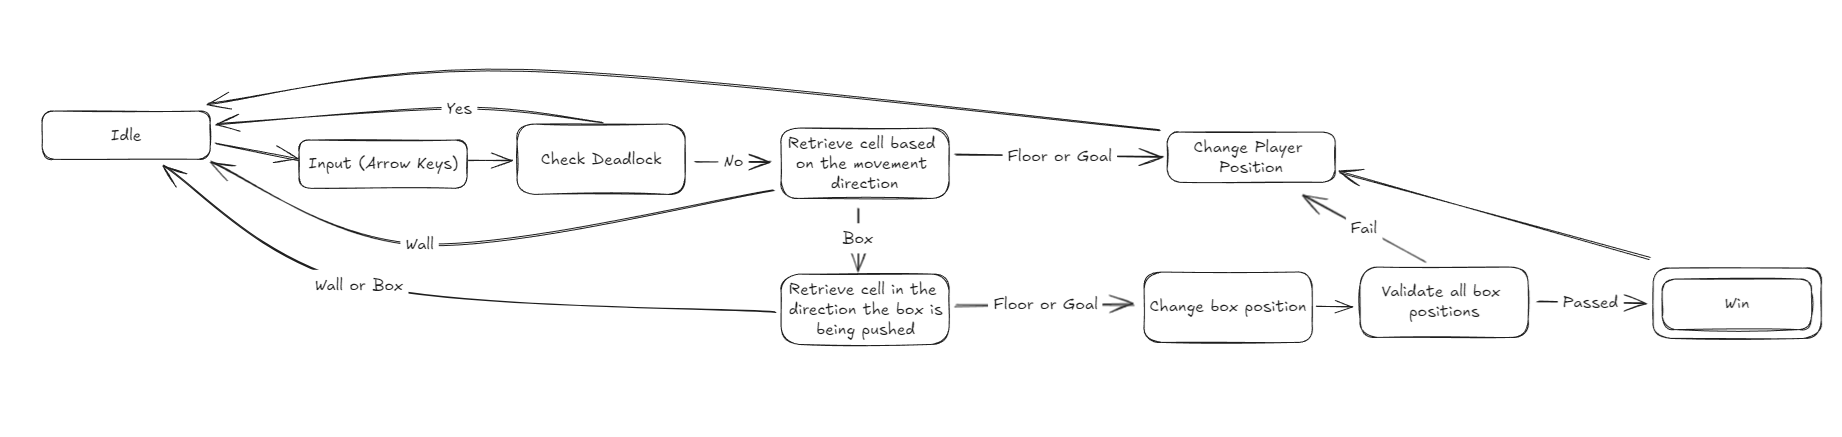 Yes
Idle
Input (Arrow Keys)
Check Deadlock
No
Retrieve cell based
on the movement
direction
Floor or Goal
Change Player
Position
Wall
Box
Fail
Wall or Box
Retrieve cell in the
direction the box is
being pushed
Floor or Goal
Change box position
Validate all box
positions
Passed
Win